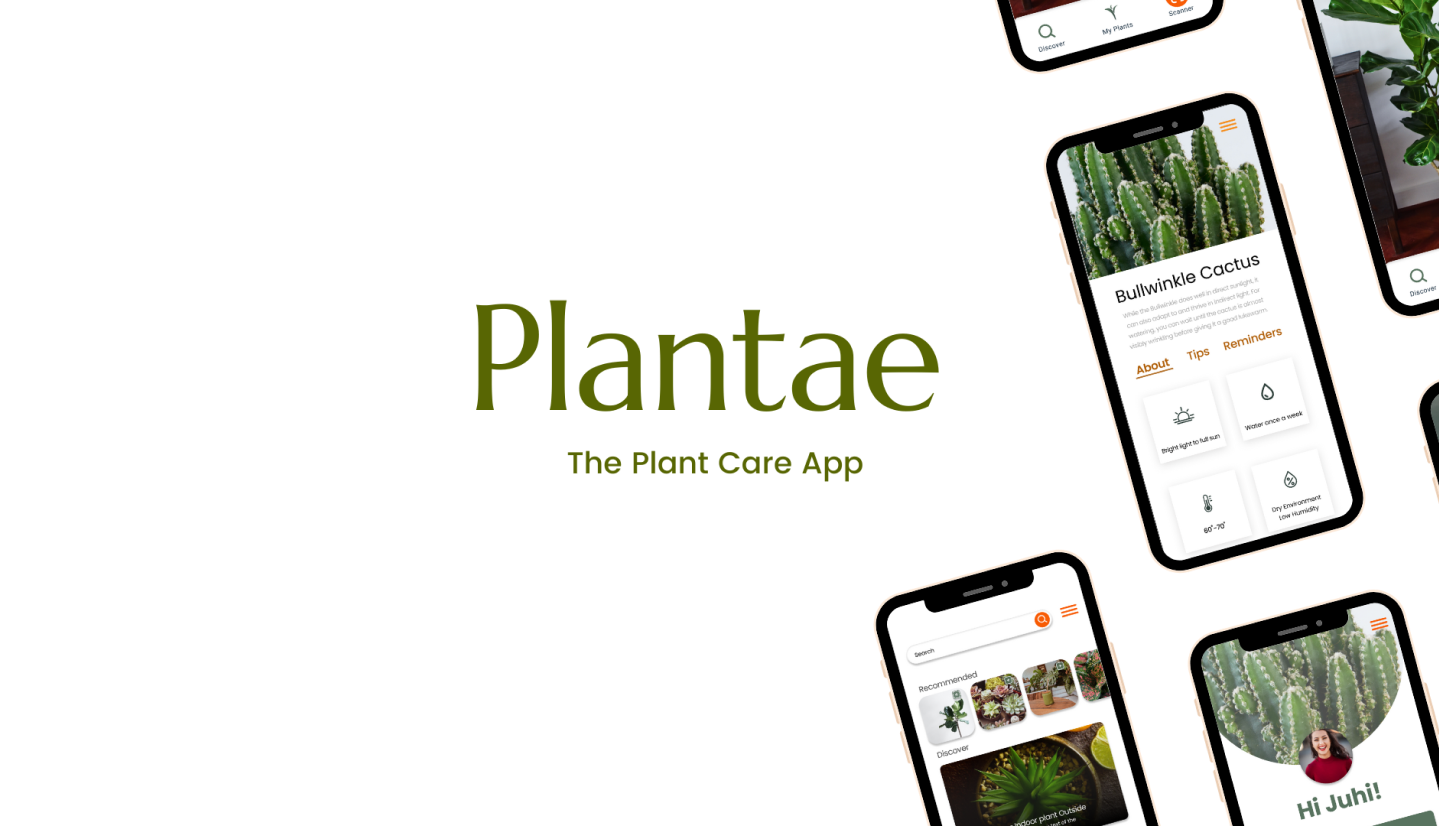 Plantae
The Plant Care App
Discover
My Plants
Scanner
Bullwinkle Cactus
While the Bullwinkle does well in direct sunlight, it
can also adapt to and thrive in indirect light. For
watering, you can wait until the cactus is almost
visibly wrinkling before giving it a good lukewarm
About
Tips
Reminders
Bright light to full sun
Water once a week
60°-70°
Dry Environment
Low Humidity
Discover
Search
Recommended
Discover
indoor plant Outside
Hi Juhi!